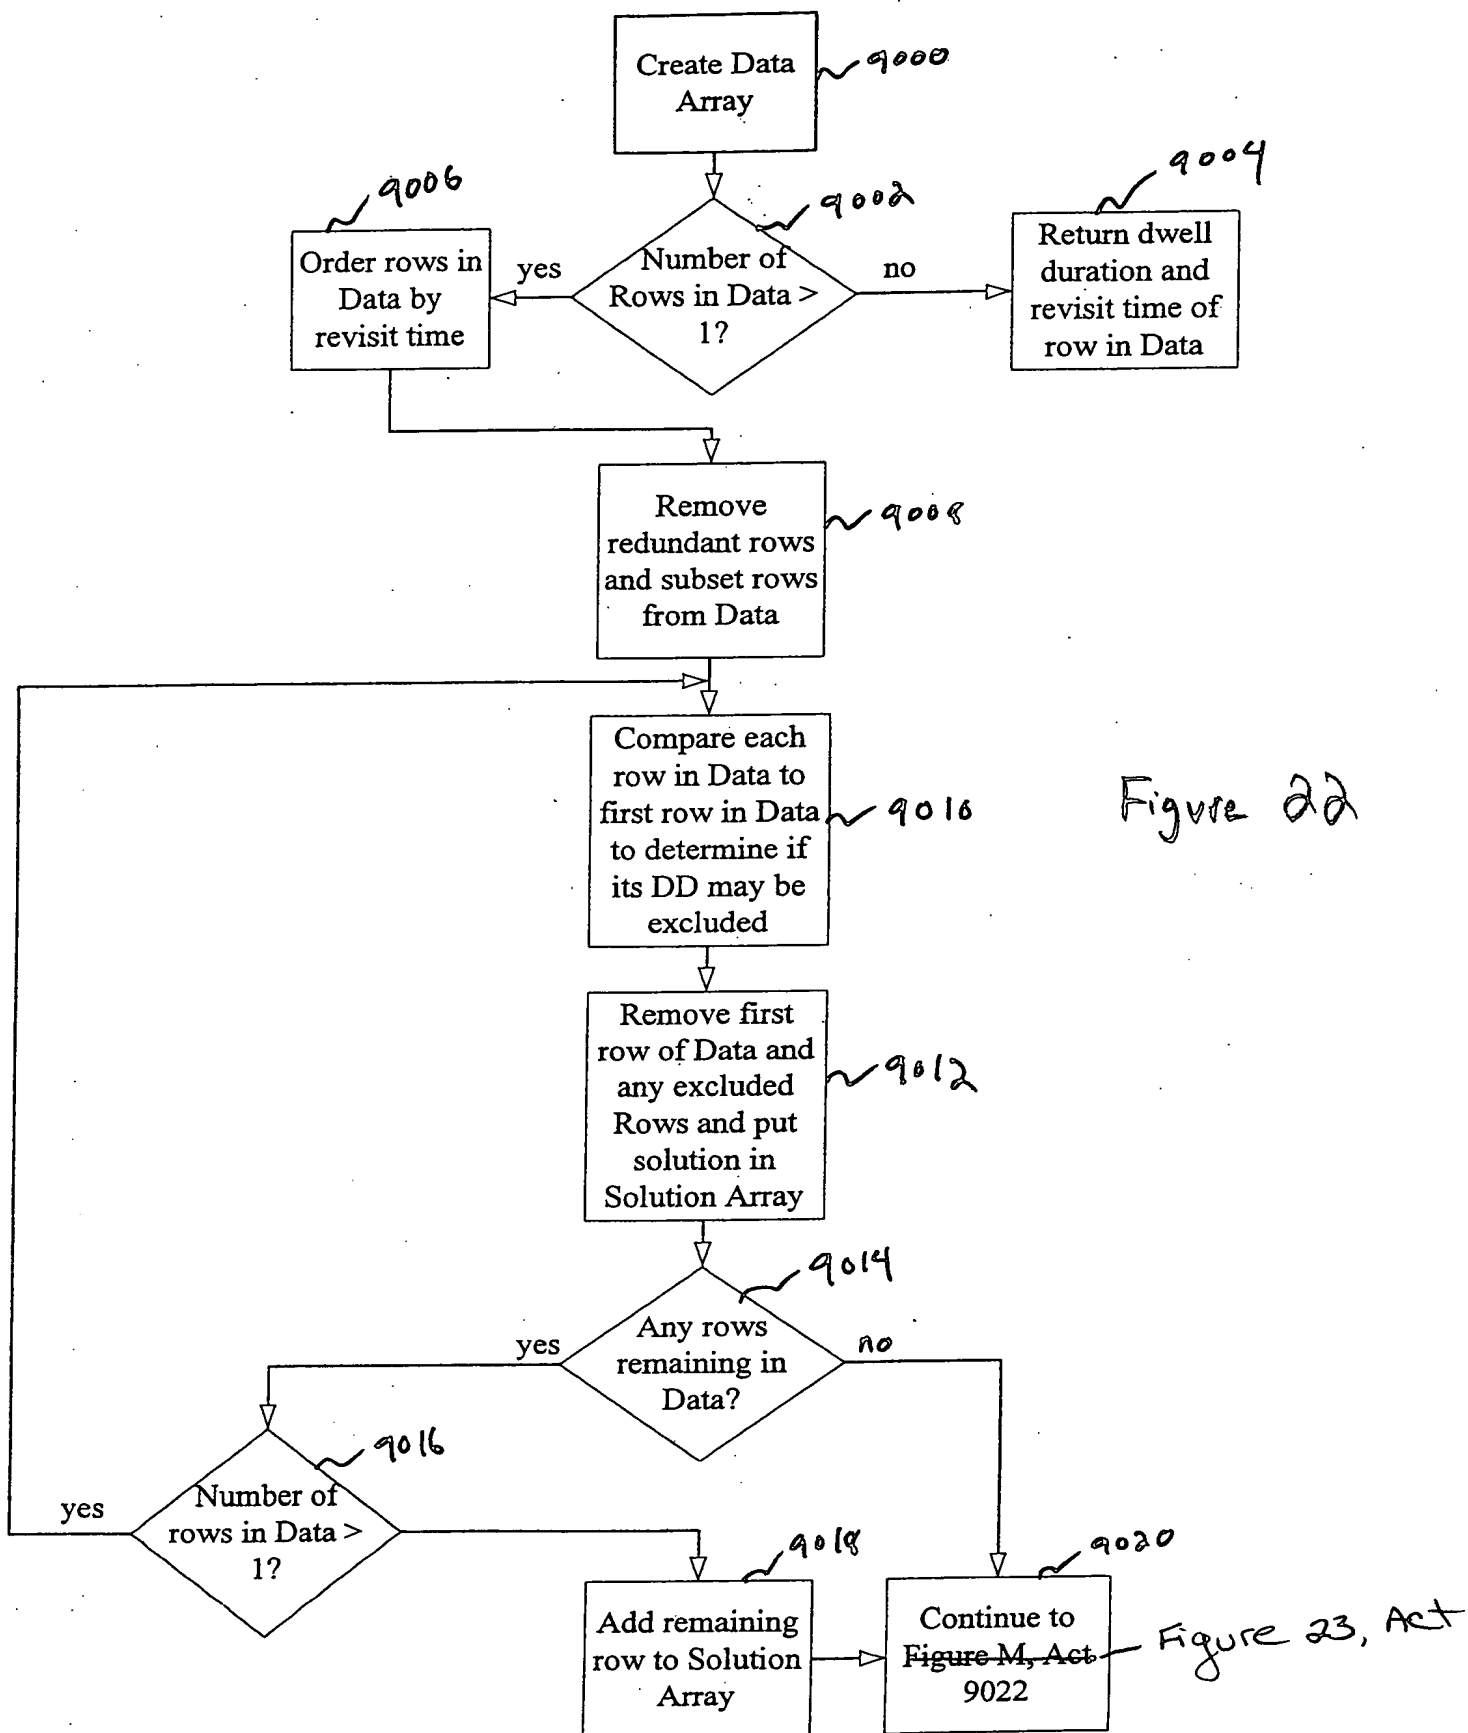 Create Data
Array
9000
9002
Number of
Rows in Data >
1?
yes
no
9004
Return dwell
duration and
revisit time of
row in Data
9006
Order rows in
Data by
revisit time
Remove
redundant rows
and subset rows
from Data
9008
Compare each
row in Data to
first row in Data
to determine if
its DD may be
excluded
9010
Figure 22
Remove first
row of Data and
any excluded
Rows and put
solution in
Solution Array
9012
9014
Any rows
remaining in
Data?
yes
no
9016
Number of
rows in Data >
1?
yes
9018
Add remaining
row to Solution
Array
9020
Continue to
Figure M, Act
9022
Figure 23, Act